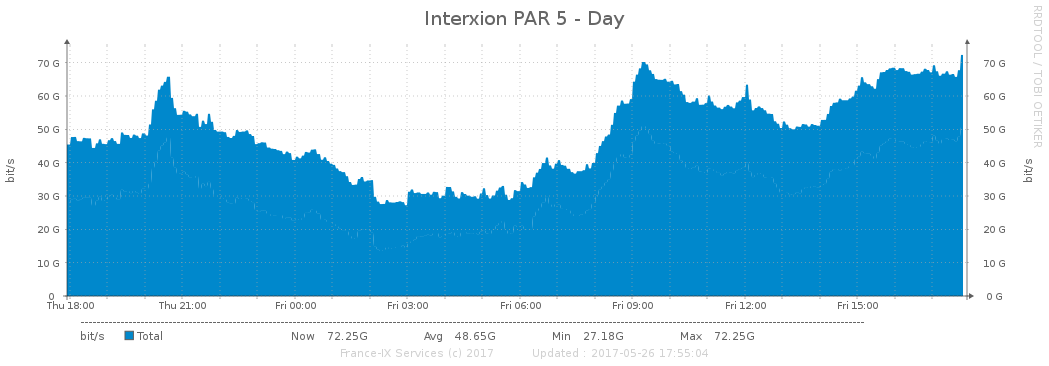 Interxion PAR 5 - Day
RRDTOOL / TOBI OETIKER
bit/s
bit/s
70 G 70 G
60 G 60 G
50 G 50 G
40 G 40 G
30 G 30 G
20 G 20 G
10 G 10 G
0 0 G
Thu 18:00 Thu 21:00 Fri 00:00 Fri 03:00 Fri 06:00 Fri 09:00 Fri 12:00 Fri 15:00
bit/s Total Now 72.25G Avg 48.65G Min 27.18G Max 72.25G
France-IX Services (c) 2017 Updated : 2017-05-26 17:55:04